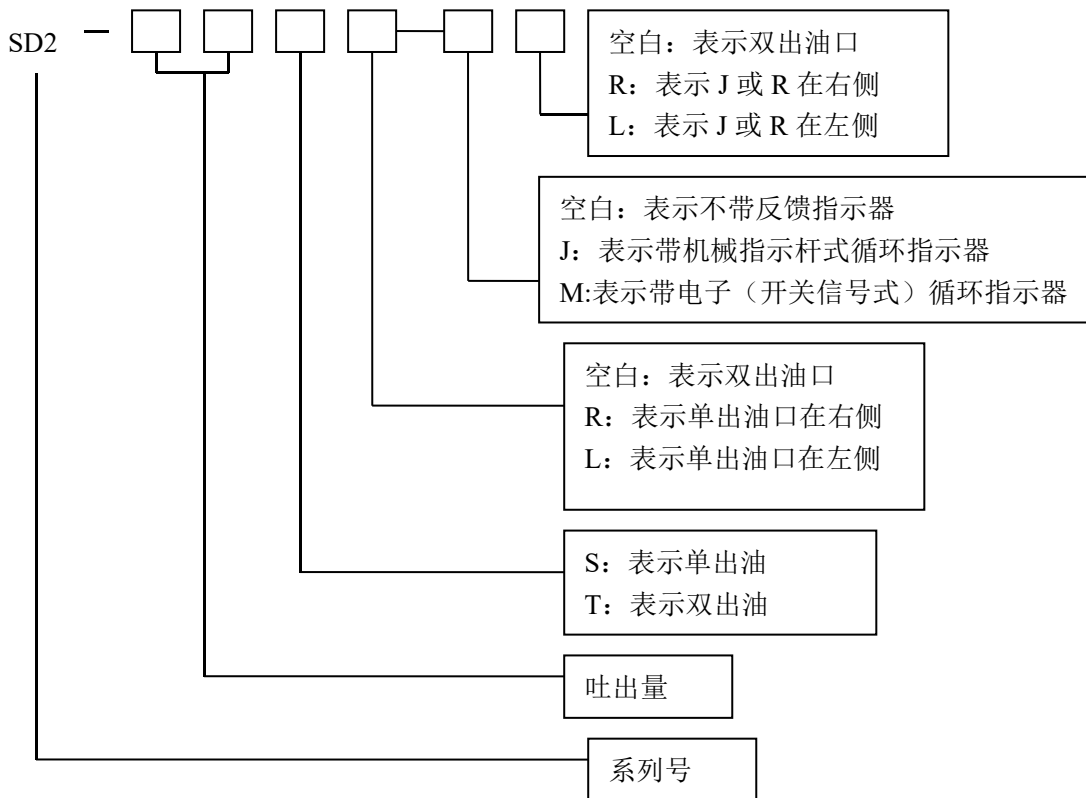 SD2 —
空白：表示双出油口
R：表示 J 或 R 在右侧
L：表示 J 或 R 在左侧
空白：表示不带反馈指示器
J：表示带机械指示杆式循环指示器
M:表示带电子（开关信号式）循环指示器
空白：表示双出油口
R：表示单出油口在右侧
L：表示单出油口在左侧
S：表示单出油
T：表示双出油
吐出量
系列号